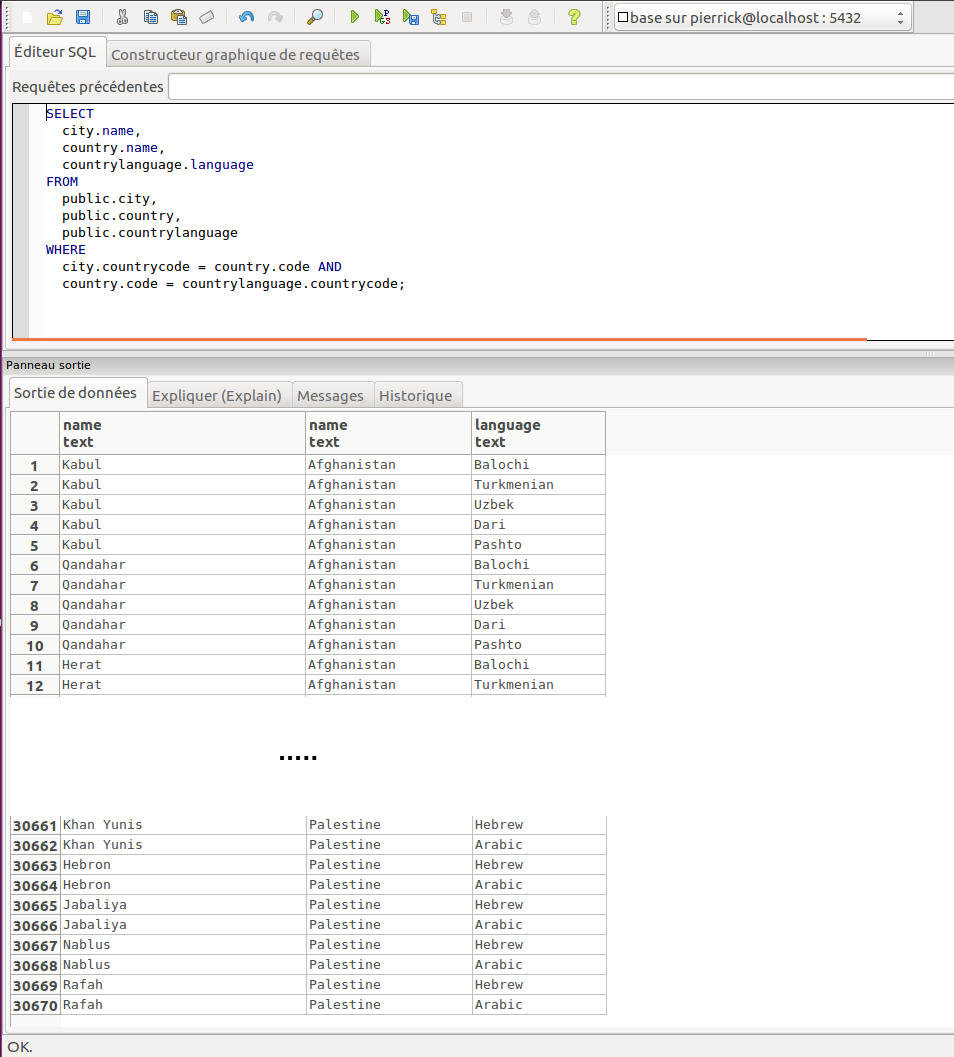 base sur pierrick@localhost : 5432
Éditeur SQL Constructeur graphique de requêtes
Requêtes précédentes
SELECT
city.name,
country.name,
countrylanguage.language
FROM
public.city,
public.country,
public.countrylanguage
WHERE
city.countrycode = country.code AND
country.code = countrylanguage.countrycode;
Panneau sortie
Sortie de données Expliquer (Explain) Messages Historique
name name language
text text text
1 Kabul Afghanistan Balochi
2 Kabul Afghanistan Turkmenian
3 Kabul Afghanistan Uzbek
4 Kabul Afghanistan Dari
5 Kabul Afghanistan Pashto
6 Qandahar Afghanistan Balochi
7 Qandahar Afghanistan Turkmenian
8 Qandahar Afghanistan Uzbek
9 Qandahar Afghanistan Dari
10 Qandahar Afghanistan Pashto
11 Herat Afghanistan Balochi
12 Herat Afghanistan Turkmenian
.....
30661 Khan Yunis Palestine Hebrew
30662 Khan Yunis Palestine Arabic
30663 Hebron Palestine Hebrew
30664 Hebron Palestine Arabic
30665 Jabaliya Palestine Hebrew
30666 Jabaliya Palestine Arabic
30667 Nablus Palestine Hebrew
30668 Nablus Palestine Arabic
30669 Rafah Palestine Hebrew
30670 Rafah Palestine Arabic
OK.